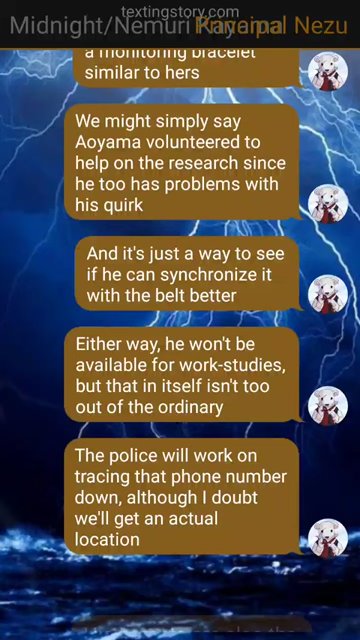 textingstory.com
Midnight/Nemuri Kayama
Principal Nezu
a monitoring bracelet
similar to hers
We might simply say
Aoyama volunteered to
help on the research since
he too has problems with
his quirk
And it's just a way to see
if he can synchronize it
with the belt better
Either way, he won't be
available for work-studies,
but that in itself isn't too
out of the ordinary
The police will work on
tracing that phone number
down, although I doubt
we'll get an actual
location